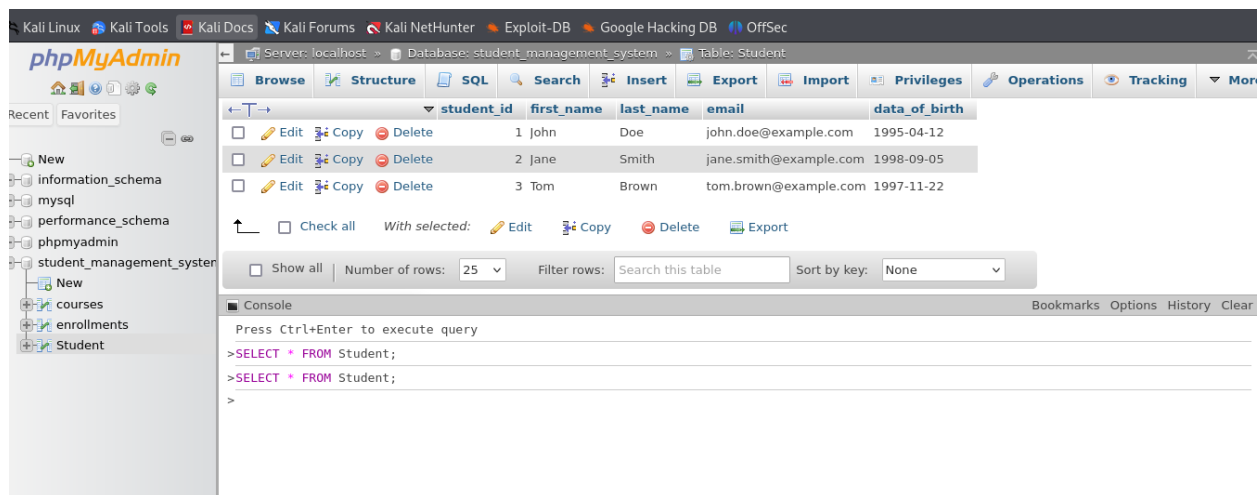 Kali Linux Kali Tools Kali Docs Kali Forums Kali NetHunter Exploit-DB Google Hacking DB OffSec
phpMyAdmin
Server: localhost » Database: student_management_system » Table: Student
Browse Structure SQL Search Insert Export Import Privileges Operations Tracking More
Recent Favorites
New
information_schema
mysql
performance_schema
phpmyadmin
student_management_system
New
courses
enrollments
Student
←T→ student_id first_name last_name email data_of_birth
Edit Copy Delete 1 John Doe john.doe@example.com 1995-04-12
Edit Copy Delete 2 Jane Smith jane.smith@example.com 1998-09-05
Edit Copy Delete 3 Tom Brown tom.brown@example.com 1997-11-22
Check all With selected: Edit Copy Delete Export
Show all | Number of rows: 25 Filter rows: Search this table Sort by key: None
Console Bookmarks Options History Clear
Press Ctrl+Enter to execute query
>SELECT * FROM Student;
>SELECT * FROM Student;
>